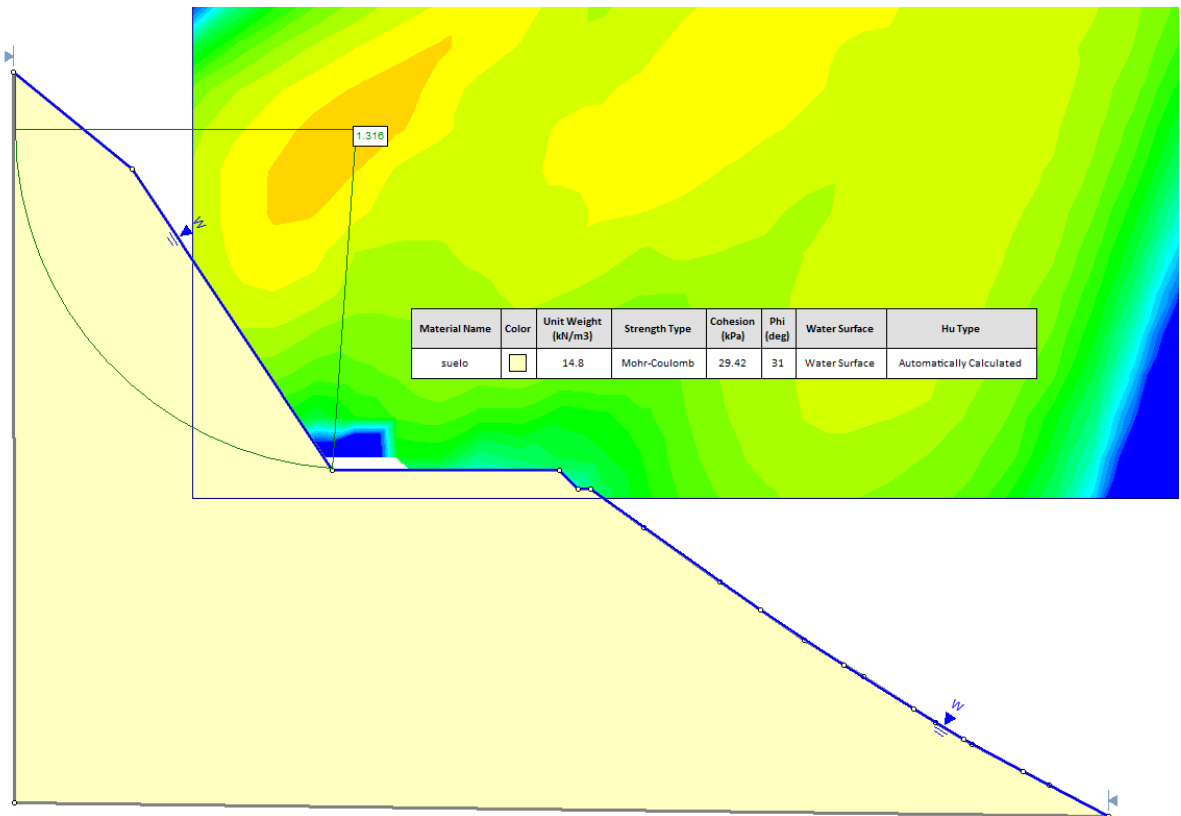 W
1.316
Material Name Color Unit Weight (kN/m3) Strength Type Cohesion (kPa) Phi (deg) Water Surface Hu Type
suelo 14.8 Mohr-Coulomb 29.42 31 Water Surface Automatically Calculated
W